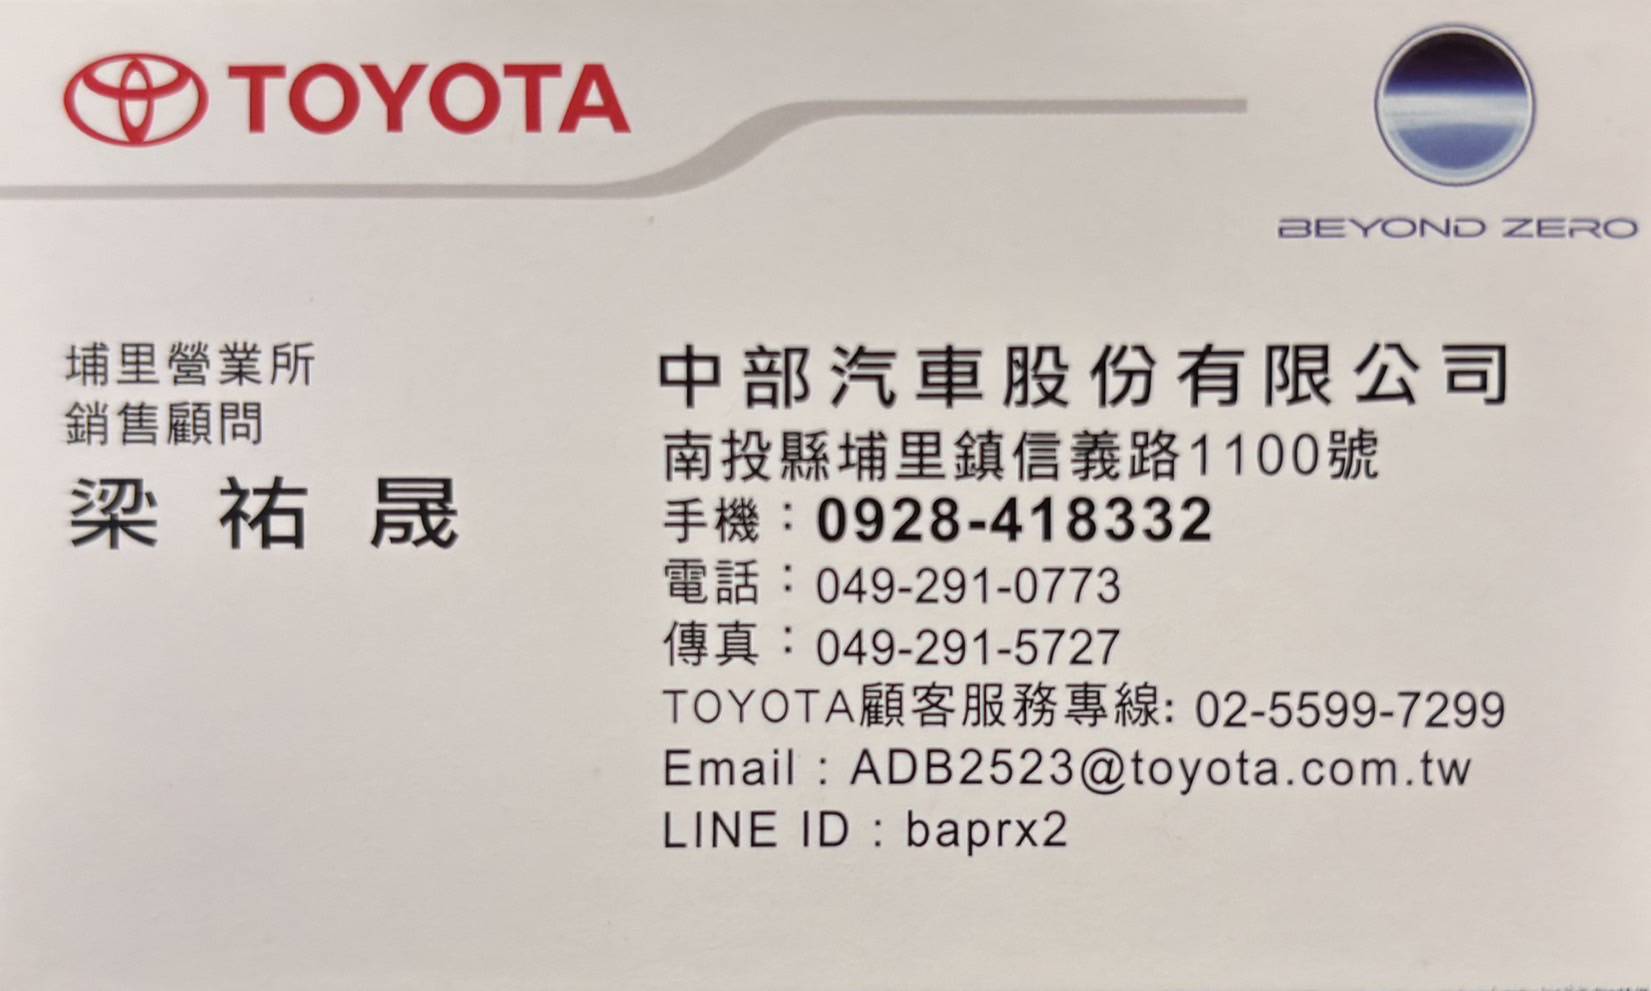 TOYOTA
BEYOND ZERO
埔里營業所
銷售顧問
梁祐晟
中部汽車股份有限公司
南投縣埔里鎮信義路1100號
手機：0928-418332
電話：049-291-0773
傳真：049-291-5727
TOYOTA顧客服務專線: 02-5599-7299
Email : ADB2523@toyota.com.tw
LINE ID : baprx2